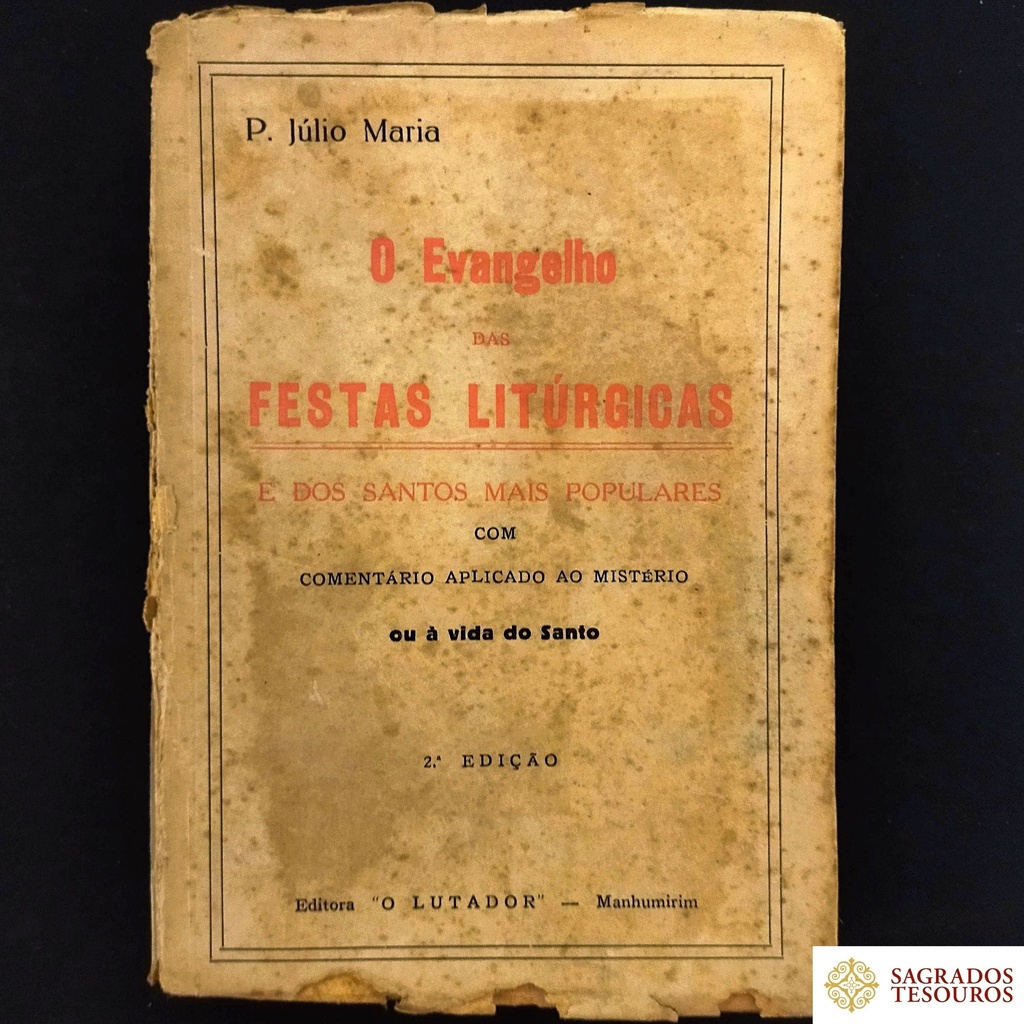 P. Júlio Maria
O Evangelho
DAS
FESTAS LITÚRGICAS
E DOS SANTOS MAIS POPULARES
COM
COMENTÁRIO APLICADO AO MISTÉRIO
ou à vida do Santo
2.ª EDIÇÃO
Editora "O LUTADOR" — Manhumirim
SAGRADOS
TESOUROS